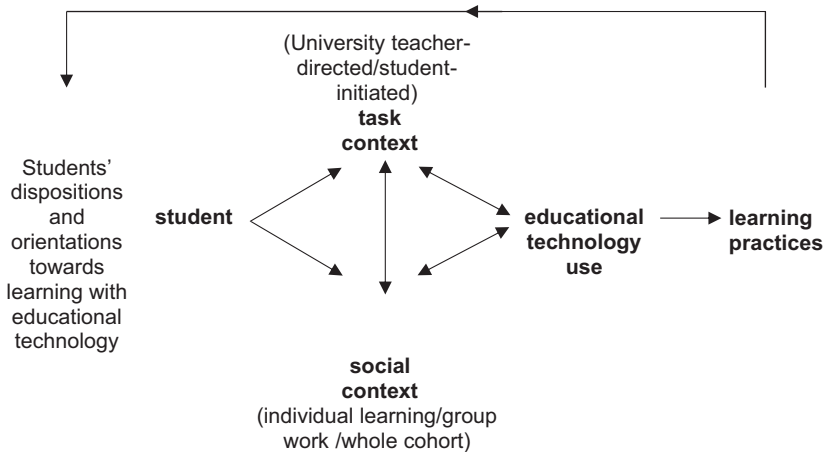 (University teacher-
directed/student-
initiated)
task
context
Students’
dispositions
and
orientations
towards
learning with
educational
technology
student
educational
technology
use
learning
practices
social
context
(individual learning/group
work /whole cohort)